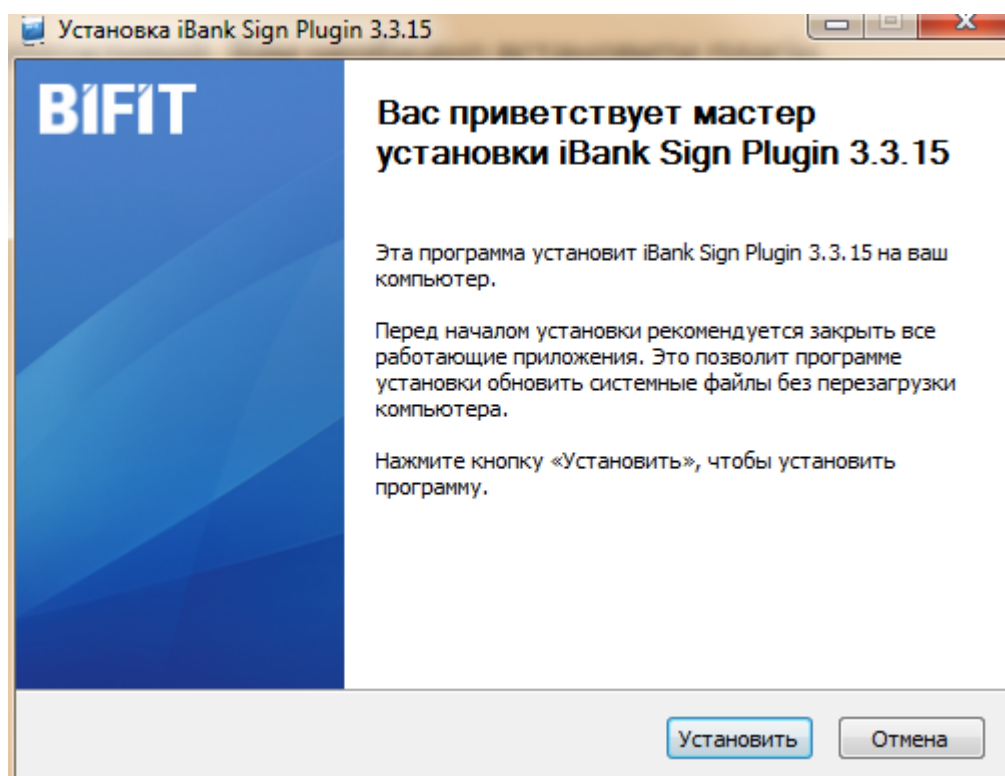 Установка iBank Sign Plugin 3.3.15
BIFIT
Вас приветствует мастер
установки iBank Sign Plugin 3.3.15
Эта программа установит iBank Sign Plugin 3.3.15 на ваш
компьютер.
Перед началом установки рекомендуется закрыть все
работающие приложения. Это позволит программе
установки обновить системные файлы без перезагрузки
компьютера.
Нажмите кнопку «Установить», чтобы установить
программу.
Установить
Отмена